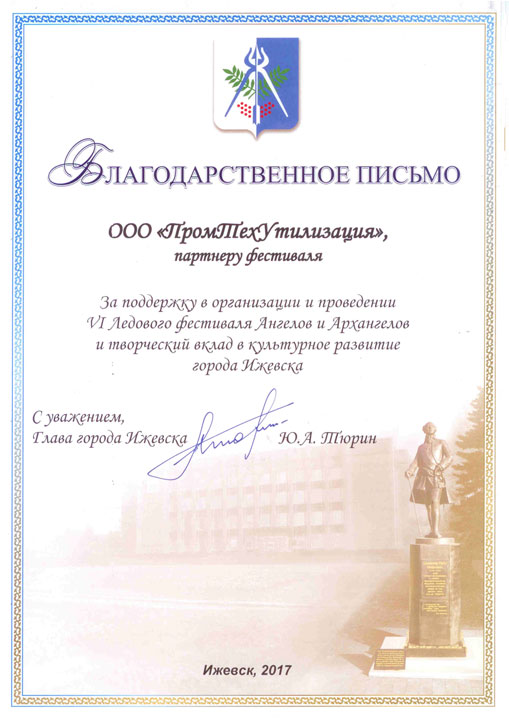 Благодарственное письмо
ООО «ПромТехУтилизация»,
партнеру фестиваля
За поддержку в организации и проведении
VI Ледового фестиваля Ангелов и Архангелов
и творческий вклад в культурное развитие
города Ижевска
С уважением,
Глава города Ижевска Ю.А. Тюрин
Ижевск, 2017